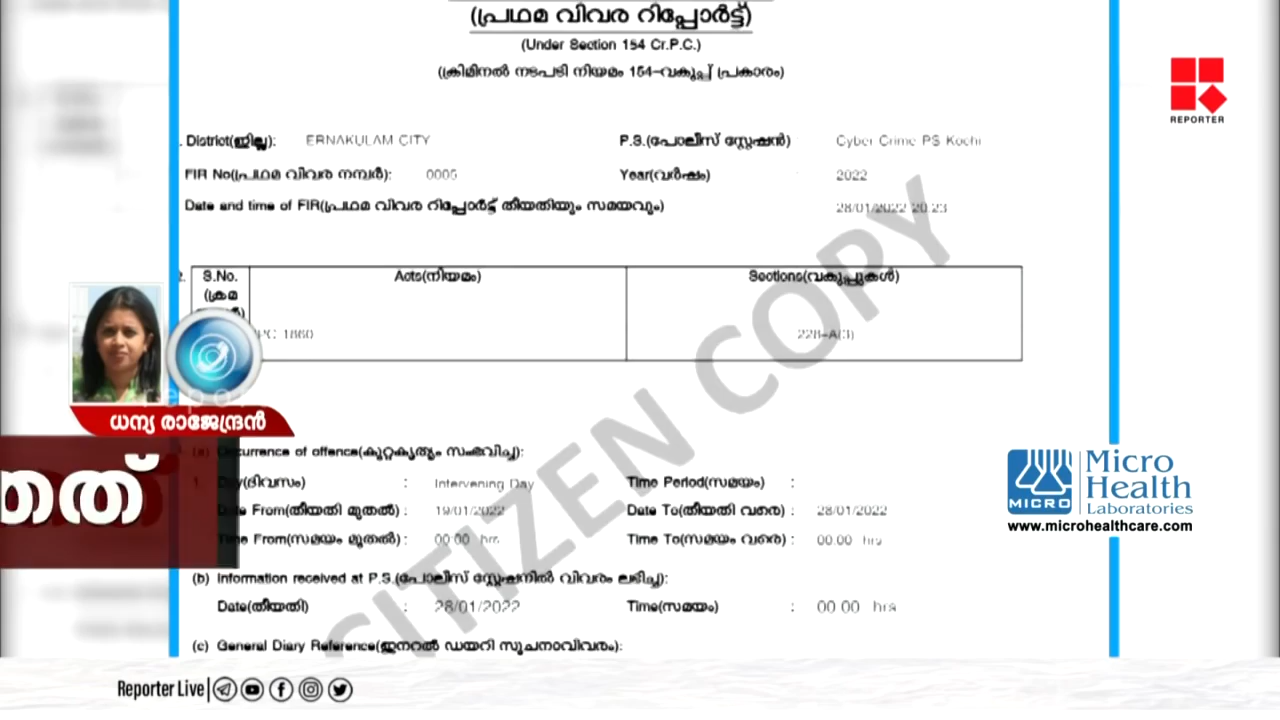 (പ്രഥമ വിവര റിപ്പോർട്ട്)
(Under Section 154 Cr.P.C.)
(ക്രിമിനൽ നടപടി നിയമം 154-വകുപ്പ് പ്രകാരം)
REPORTER
. District(ജില്ല): ERNAKULAM CITY P.S.(പോലീസ് സ്റ്റേഷൻ) Cyber Crime PS Kochi
FIR No(പ്രഥമ വിവര നമ്പർ): 0005 Year(വർഷം) 2022
Date and time of FIR(പ്രഥമ വിവര റിപ്പോർട്ട് തീയതിയും സമയവും) 28/01/2022 20:23
2. S.No. Acts(നിയമം) Sections(വകുപ്പുകൾ)
(ക്രമ
PC 1860 228-A(3)
CITIZEN COPY
ധന്യ രാജേന്ദ്രൻ
തത്
(a) Occurrence of offence(കുറ്റകൃത്യം സംഭവിച്ച):
1. Day(ദിവസം) : Intervening Day Time Period(സമയം) :
Date From(തീയതി മുതൽ) : 19/01/2022 Date To(തീയതി വരെ) : 28/01/2022
Time From(സമയം മുതൽ) : 00:00 hrs Time To(സമയം വരെ) : 00:00 hrs
(b) Information received at P.S.(പോലീസ് സ്റ്റേഷനിൽ വിവരം ലഭിച്ച):
Date(തീയതി) : 28/01/2022 Time(സമയം) : 00:00 hrs
(c) General Diary Reference(ജനറൽ ഡയറി സൂചനാവിവരം):
MICRO
Micro
Health
Laboratories
www.microhealthcare.com
Reporter Live|